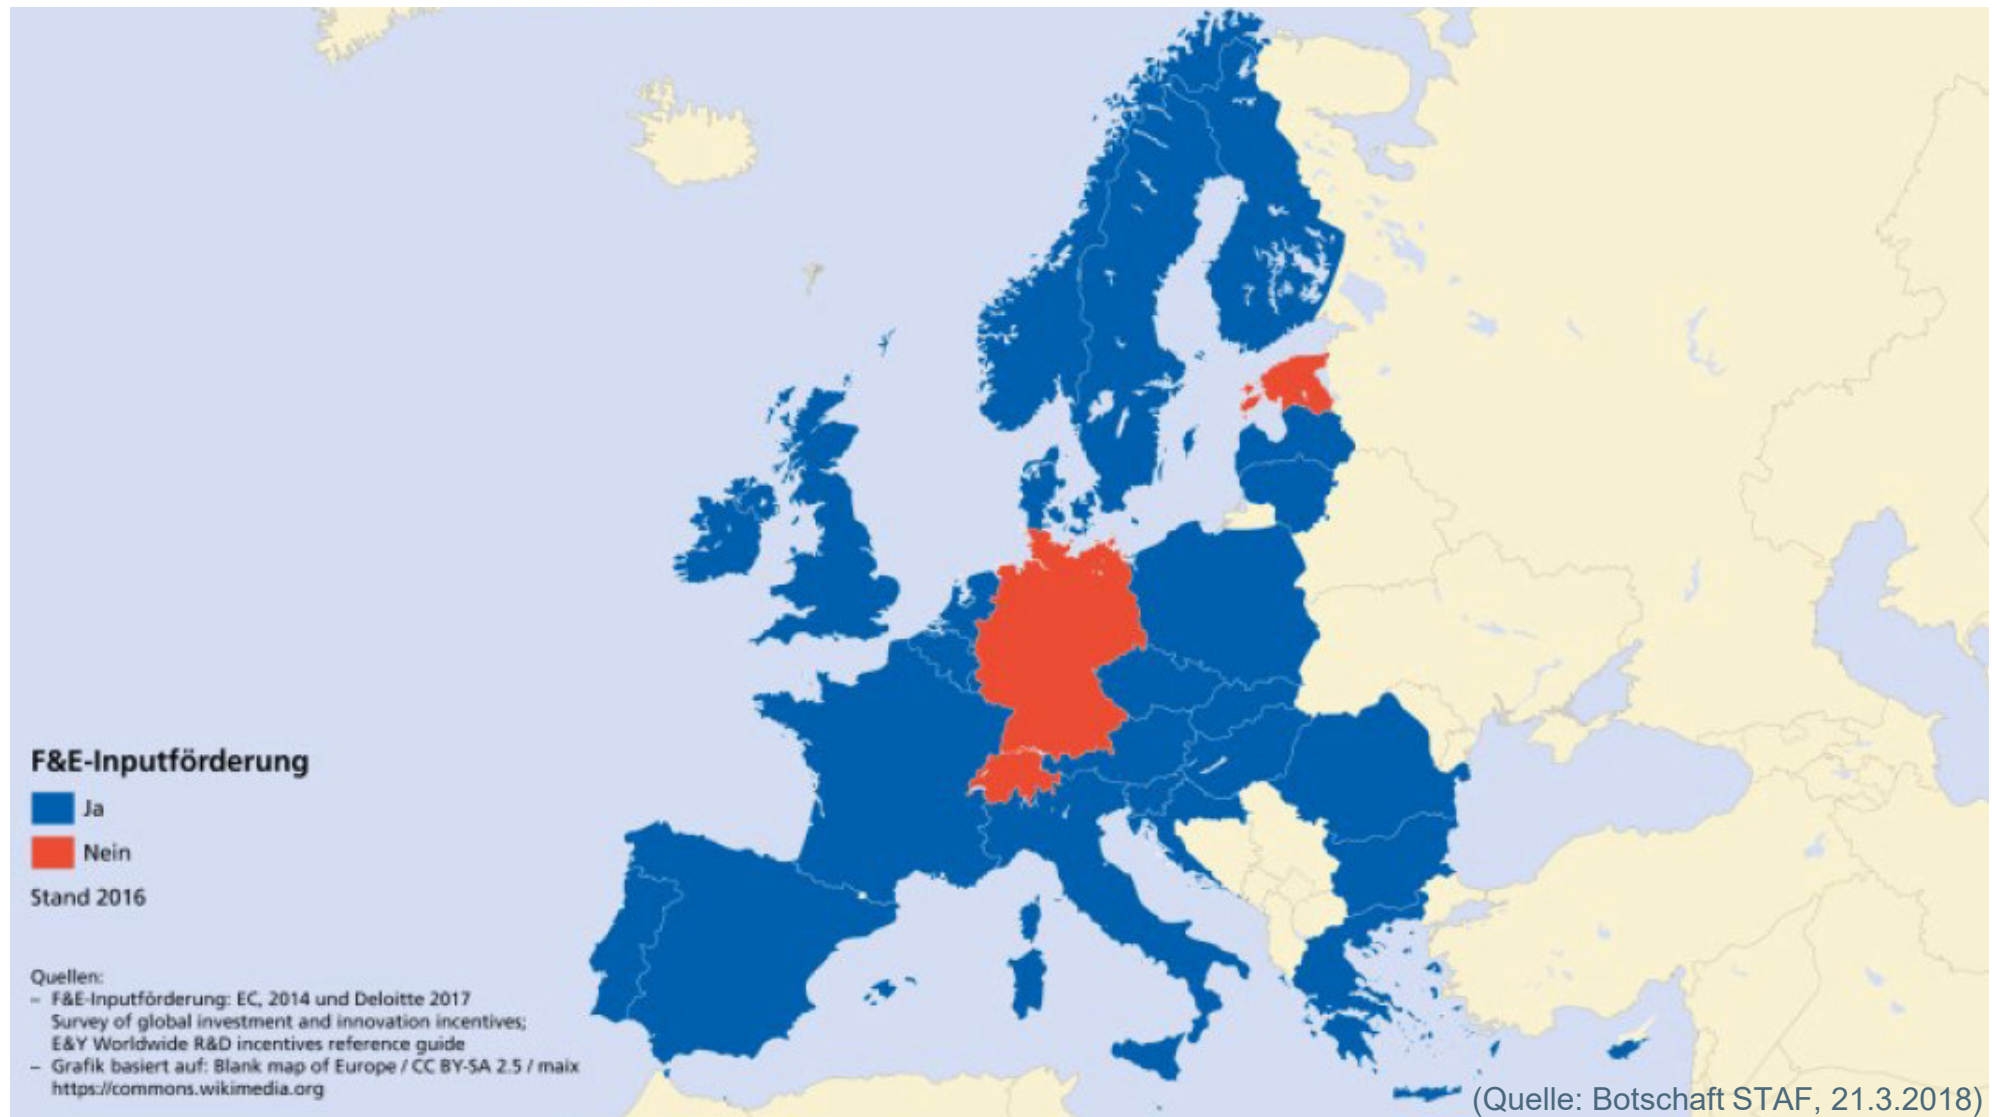 F&E-Inputförderung
Ja
Nein
Stand 2016
Quellen:
– F&E-Inputförderung: EC, 2014 und Deloitte 2017
Survey of global investment and innovation incentives;
E&Y Worldwide R&D incentives reference guide
– Grafik basiert auf: Blank map of Europe / CC BY-SA 2.5 / maix
https://commons.wikimedia.org
(Quelle: Botschaft STAF, 21.3.2018)